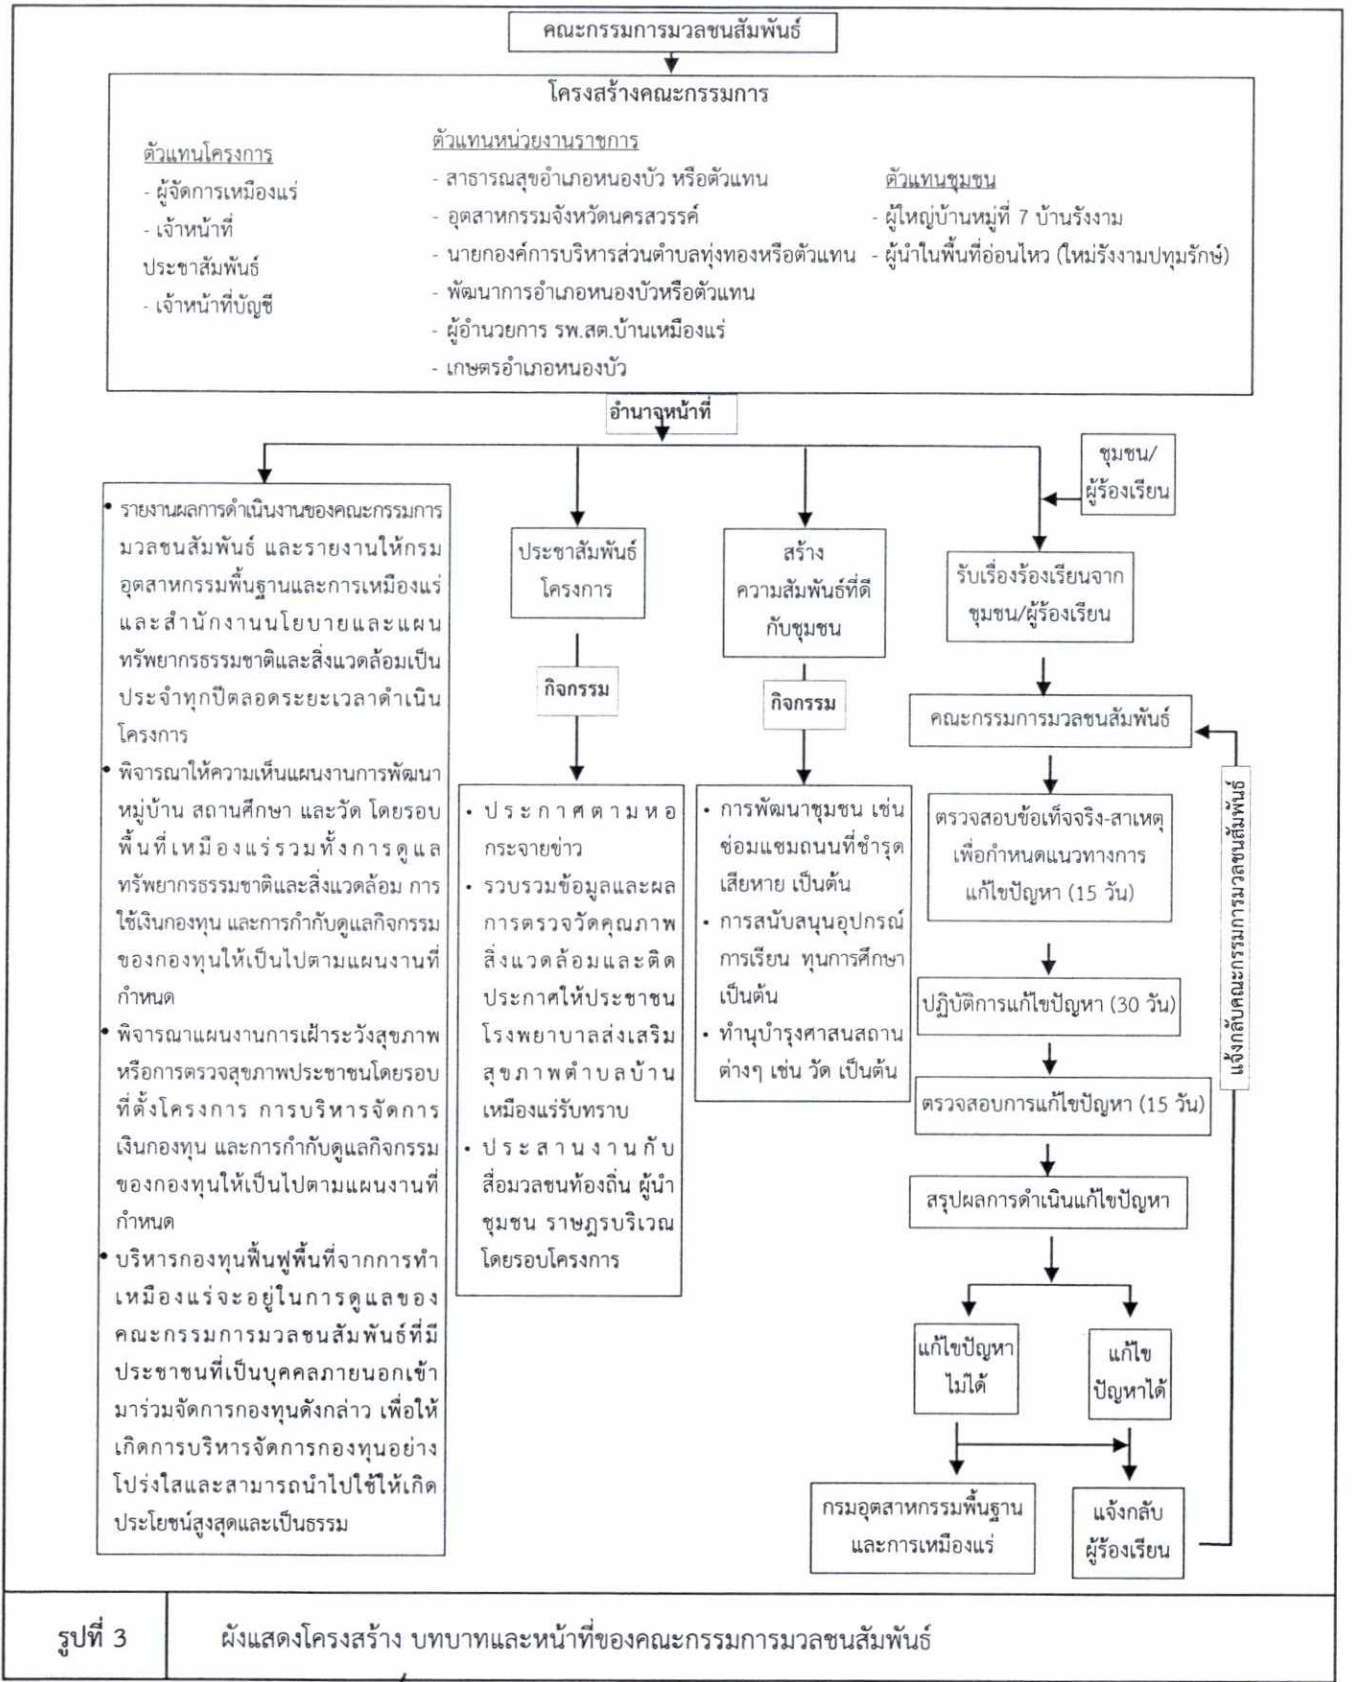 คณะกรรมการมวลชนสัมพันธ์
โครงสร้างคณะกรรมการ
ตัวแทนโครงการ
- ผู้จัดการเหมืองแร่
- เจ้าหน้าที่
ประชาสัมพันธ์
- เจ้าหน้าที่บัญชี
ตัวแทนหน่วยงานราชการ
- สาธารณสุขอำเภอหนองบัว หรือตัวแทน
- อุตสาหกรรมจังหวัดนครสวรรค์
- นายกองค์การบริหารส่วนตำบลทุ่งทองหรือตัวแทน
- พัฒนาการอำเภอหนองบัวหรือตัวแทน
- ผู้อำนวยการ รพ.สต.บ้านเหมืองแร่
- เกษตรอำเภอหนองบัว
ตัวแทนชุมชน
- ผู้ใหญ่บ้านหมู่ที่ 7 บ้านรังงาม
- ผู้นำในพื้นที่อ่อนไหว (ใหม่รังงามปทุมรักษ์)
อำนาจหน้าที่
• รายงานผลการดำเนินงานของคณะกรรมการ
มวลชนสัมพันธ์ และรายงานให้กรม
อุตสาหกรรมพื้นฐานและการเหมืองแร่
และสำนักงานนโยบายและแผน
ทรัพยากรธรรมชาติและสิ่งแวดล้อมเป็น
ประจำทุกปีตลอดระยะเวลาดำเนิน
โครงการ
• พิจารณาให้ความเห็นแผนงานการพัฒนา
หมู่บ้าน สถานศึกษา และวัด โดยรอบ
พื้นที่เหมืองแร่รวมทั้งการดูแล
ทรัพยากรธรรมชาติและสิ่งแวดล้อม การ
ใช้เงินกองทุน และการกำกับดูแลกิจกรรม
ของกองทุนให้เป็นไปตามแผนงานที่
กำหนด
• พิจารณาแผนงานการเฝ้าระวังสุขภาพ
หรือการตรวจสุขภาพประชาชนโดยรอบ
ที่ตั้งโครงการ การบริหารจัดการ
เงินกองทุน และการกำกับดูแลกิจกรรม
ของกองทุนให้เป็นไปตามแผนงานที่
กำหนด
• บริหารกองทุนฟื้นฟูพื้นที่จากการทำ
เหมืองแร่จะอยู่ในการดูแลของ
คณะกรรมการมวลชนสัมพันธ์ที่มี
ประชาชนที่เป็นบุคคลภายนอกเข้า
มาร่วมจัดการกองทุนดังกล่าว เพื่อให้
เกิดการบริหารจัดการกองทุนอย่าง
โปร่งใสและสามารถนำไปใช้ให้เกิด
ประโยชน์สูงสุดและเป็นธรรม
ประชาสัมพันธ์
โครงการ
กิจกรรม
• ประกาศตามหอ
กระจายข่าว
• รวบรวมข้อมูลและผล
การตรวจวัดคุณภาพ
สิ่งแวดล้อมและติด
ประกาศให้ประชาชน
โรงพยาบาลส่งเสริม
สุขภาพตำบลบ้าน
เหมืองแร่รับทราบ
• ประสานงานกับ
สื่อมวลชนท้องถิ่น ผู้นำ
ชุมชน ราษฎรบริเวณ
โดยรอบโครงการ
สร้าง
ความสัมพันธ์ที่ดี
กับชุมชน
กิจกรรม
• การพัฒนาชุมชน เช่น
ซ่อมแซมถนนที่ชำรุด
เสียหาย เป็นต้น
• การสนับสนุนอุปกรณ์
การเรียน ทุนการศึกษา
เป็นต้น
• ทำนุบำรุงศาสนสถาน
ต่างๆ เช่น วัด เป็นต้น
ชุมชน/
ผู้ร้องเรียน
รับเรื่องร้องเรียนจาก
ชุมชน/ผู้ร้องเรียน
คณะกรรมการมวลชนสัมพันธ์
ตรวจสอบข้อเท็จจริง-สาเหตุ
เพื่อกำหนดแนวทางการ
แก้ไขปัญหา (15 วัน)
ปฏิบัติการแก้ไขปัญหา (30 วัน)
ตรวจสอบการแก้ไขปัญหา (15 วัน)
สรุปผลการดำเนินแก้ไขปัญหา
แก้ไขปัญหา
ไม่ได้
แก้ไข
ปัญหาได้
กรมอุตสาหกรรมพื้นฐาน
และการเหมืองแร่
แจ้งกลับ
ผู้ร้องเรียน
แจ้งกลับคณะกรรมการมวลชนสัมพันธ์
รูปที่ 3
ผังแสดงโครงสร้าง บทบาทและหน้าที่ของคณะกรรมการมวลชนสัมพันธ์